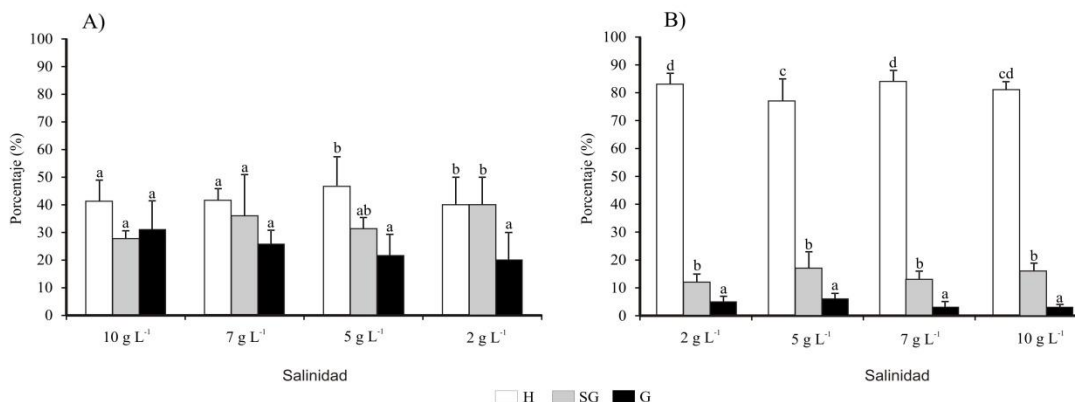 A)
Porcentaje (%)
100
90
80
70
60
50
40
30
20
10
0
a a a
a a a
b ab a
b b a
10 g L⁻¹ 7 g L⁻¹ 5 g L⁻¹ 2 g L⁻¹
Salinidad
B)
Porcentaje (%)
100
90
80
70
60
50
40
30
20
10
0
d b a
c b a
d b a
cd b a
2 g L⁻¹ 5 g L⁻¹ 7 g L⁻¹ 10 g L⁻¹
Salinidad
H SG G